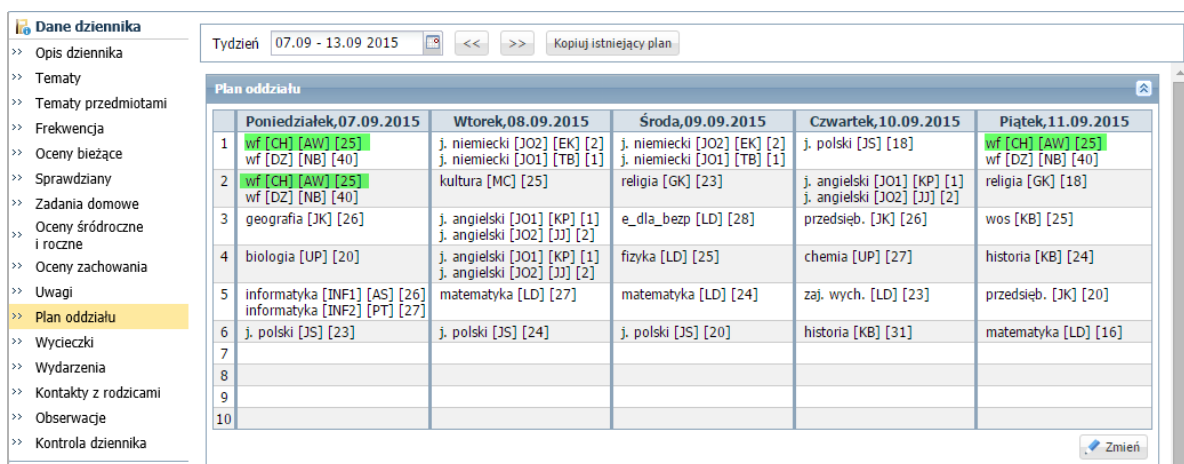 Dane dziennika
Opis dziennika
Tematy
Tematy przedmiotami
Frekwencja
Oceny bieżące
Sprawdziany
Zadania domowe
Oceny śródroczne
i roczne
Oceny zachowania
Uwagi
Plan oddziału
Wycieczki
Wydarzenia
Kontakty z rodzicami
Obserwacje
Kontrola dziennika
Tydzień 07.09 - 13.09 2015 << >> Kopiuj istniejący plan
Plan oddziału
Poniedziałek,07.09.2015 Wtorek,08.09.2015 Środa,09.09.2015 Czwartek,10.09.2015 Piątek,11.09.2015
1 wf [CH] [AW] [25] j. niemiecki [JO2] [EK] [2] j. niemiecki [JO2] [EK] [2] j. polski [JS] [18] wf [CH] [AW] [25]
wf [DZ] [NB] [40] j. niemiecki [JO1] [TB] [1] j. niemiecki [JO1] [TB] [1] wf [DZ] [NB] [40]
2 wf [CH] [AW] [25] kultura [MC] [25] religia [GK] [23] j. angielski [JO1] [KP] [1] religia [GK] [18]
wf [DZ] [NB] [40] j. angielski [JO2] [JJ] [2]
3 geografia [JK] [26] j. angielski [JO1] [KP] [1] e_dla_bezp [LD] [28] przedsięb. [JK] [26] wos [KB] [25]
j. angielski [JO2] [JJ] [2]
4 biologia [UP] [20] j. angielski [JO1] [KP] [1] fizyka [LD] [25] chemia [UP] [27] historia [KB] [24]
j. angielski [JO2] [JJ] [2]
5 informatyka [INF1] [AS] [26] matematyka [LD] [27] matematyka [LD] [24] zaj. wych. [LD] [23] przedsięb. [JK] [20]
informatyka [INF2] [PT] [27]
6 j. polski [JS] [23] j. polski [JS] [24] j. polski [JS] [20] historia [KB] [31] matematyka [LD] [16]
7
8
9
10
Zmień